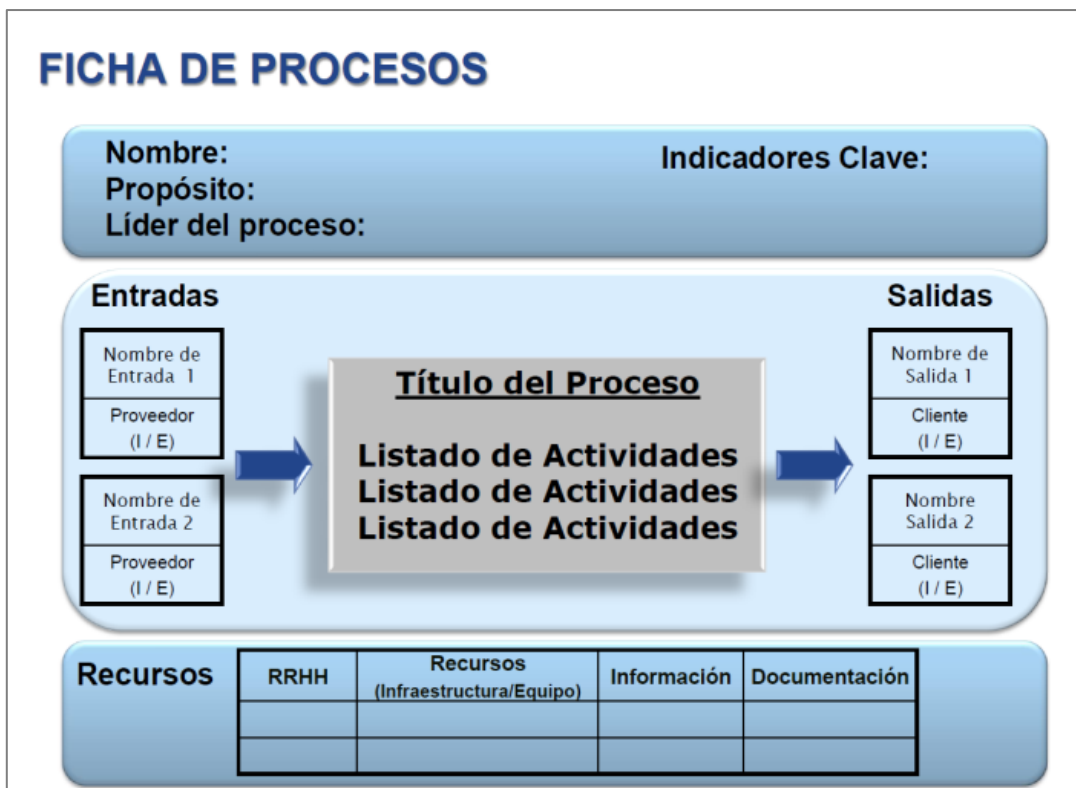 FICHA DE PROCESOS
Nombre:
Indicadores Clave:
Propósito:
Líder del proceso:
Entradas
Salidas
Nombre de
Entrada 1
Proveedor
(I / E)
Nombre de
Entrada 2
Proveedor
(I / E)
Título del Proceso
Listado de Actividades
Listado de Actividades
Listado de Actividades
Nombre de
Salida 1
Cliente
(I / E)
Nombre
Salida 2
Cliente
(I / E)
Recursos
RRHH
Recursos
(Infraestructura/Equipo)
Información
Documentación